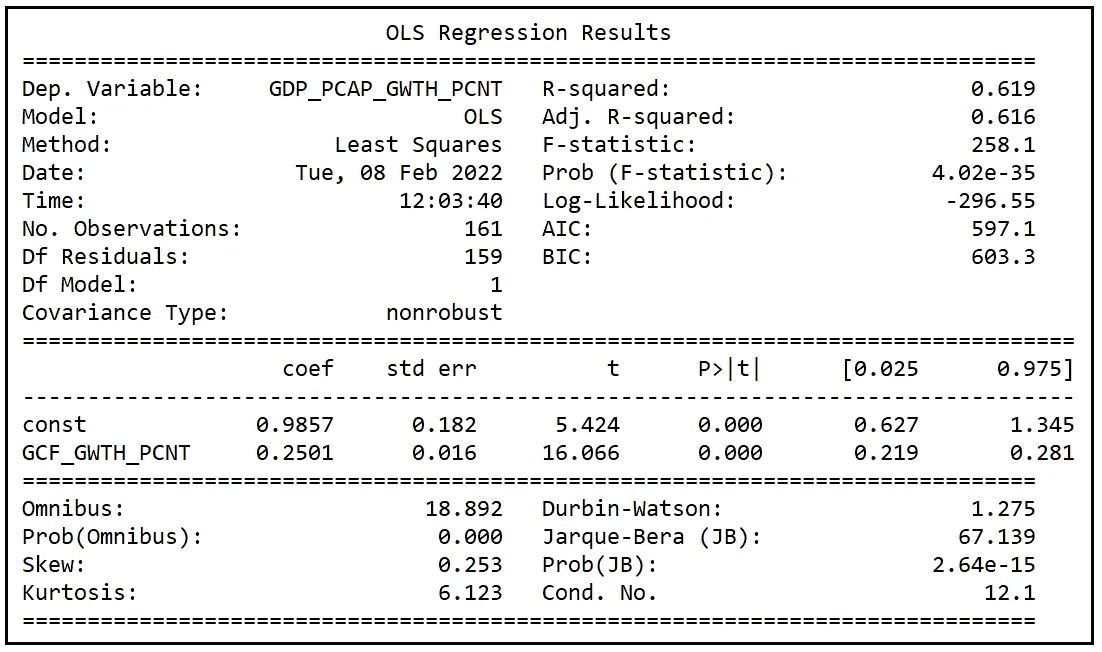 OLS Regression Results
==============================================================================
Dep. Variable:     GDP_PCAP_GWTH_PCNT   R-squared:                       0.619
Model:                            OLS   Adj. R-squared:                  0.616
Method:                 Least Squares   F-statistic:                     258.1
Date:                Tue, 08 Feb 2022   Prob (F-statistic):           4.02e-35
Time:                        12:03:40   Log-Likelihood:                -296.55
No. Observations:                 161   AIC:                             597.1
Df Residuals:                     159   BIC:                             603.3
Df Model:                           1
Covariance Type:            nonrobust
=================================================================================
                    coef    std err          t      P>|t|      [0.025      0.975]
---------------------------------------------------------------------------------
const             0.9857      0.182      5.424      0.000       0.627       1.345
GCF_GWTH_PCNT     0.2501      0.016     16.066      0.000       0.219       0.281
==============================================================================
Omnibus:                       18.892   Durbin-Watson:                   1.275
Prob(Omnibus):                  0.000   Jarque-Bera (JB):               67.139
Skew:                           0.253   Prob(JB):                     2.64e-15
Kurtosis:                       6.123   Cond. No.                         12.1
==============================================================================